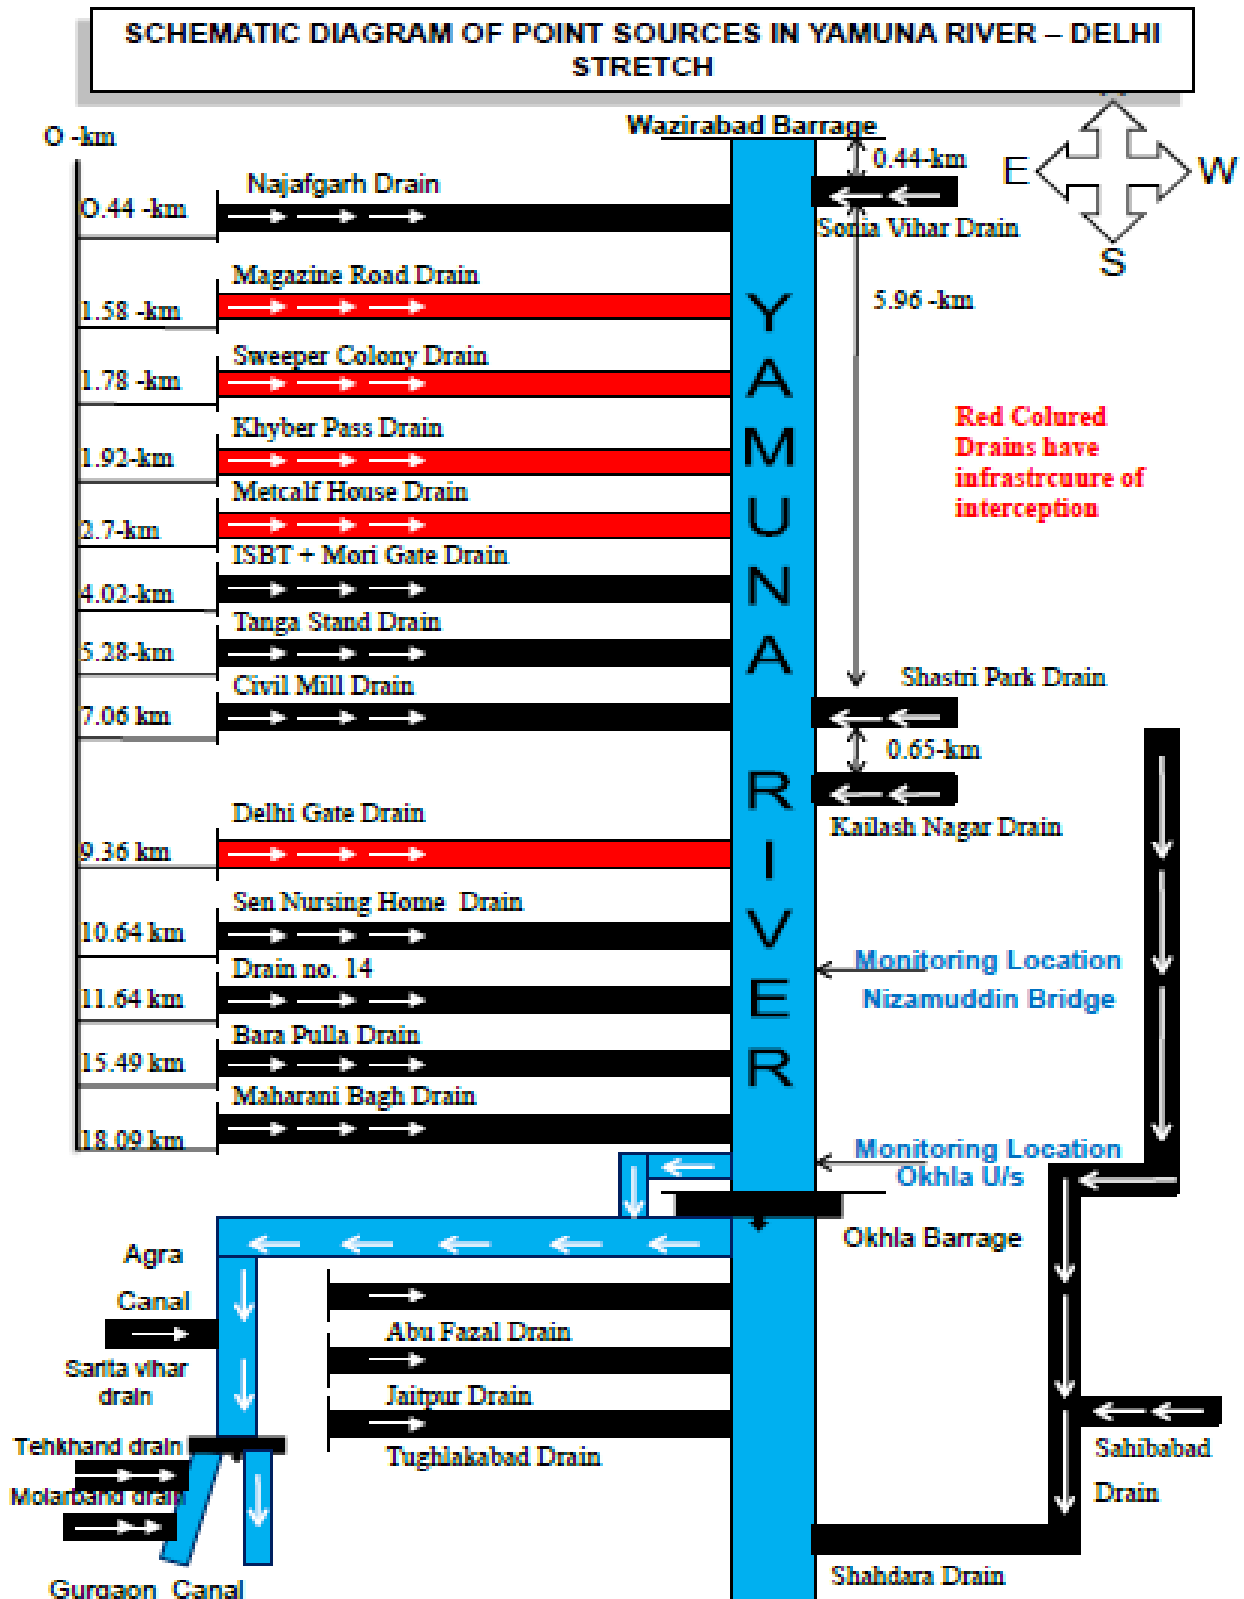 SCHEMATIC DIAGRAM OF POINT SOURCES IN YAMUNA RIVER – DELHI
STRETCH
O -km
Wazirabad Barrage
0.44-km
E
W
S
Najafgarh Drain
O.44 -km
Sonia Vihar Drain
Magazine Road Drain
1.58 -km
5.96 -km
Sweeper Colony Drain
1.78 -km
Khyber Pass Drain
1.92-km
Red Colured
Drains have
infrastrcuure of
interception
Metcalf House Drain
2.7-km
ISBT + Mori Gate Drain
4.02-km
Tanga Stand Drain
5.28-km
Civil Mill Drain
7.06 km
Shastri Park Drain
0.65-km
Kailash Nagar Drain
Delhi Gate Drain
9.36 km
Sen Nursing Home Drain
10.64 km
Drain no. 14
11.64 km
Monitoring Location
Nizamuddin Bridge
Bara Pulla Drain
15.49 km
Maharani Bagh Drain
18.09 km
YAMUNA RIVER
Monitoring Location
Okhla U/s
Okhla Barrage
Agra
Canal
Sarita vihar
drain
Abu Fazal Drain
Jaitpur Drain
Tughlakabad Drain
Tehkhand drain
Molarband drain
Gurgaon Canal
Sahibabad
Drain
Shahdara Drain